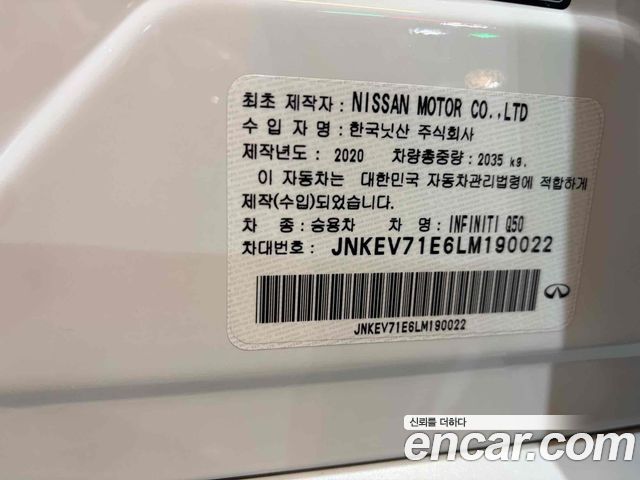 최초 제작자 : NISSAN MOTOR CO.,LTD
수 입 자 명 : 한국닛산 주식회사
제작년도 : 2020 차량총중량 : 2035 kg.
이 자동차는 대한민국 자동차관리법령에 적합하게
제작(수입)되었습니다.
차 종 : 승용차 차 명 : INFINITI Q50
차대번호 : JNKEV71E6LM190022
JNKEV71E6LM190022
신뢰를 더하다
encar.com